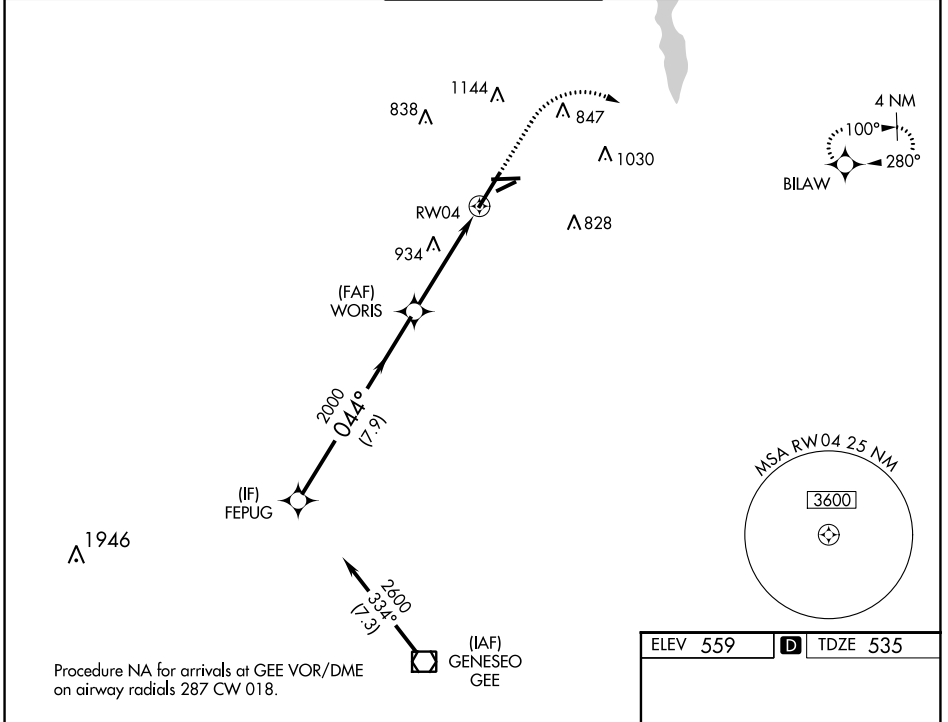 1144
838
847
1030
4 NM
100°
280°
BILAW
RW04
828
934
(FAF)
WORIS
2000
044°
(7.9)
(IF)
FEPUG
1946
2600
334°
(7.3)
(IAF)
GENESEO
GEE
MSA RW04 25 NM
3600
Procedure NA for arrivals at GEE VOR/DME
on airway radials 287 CW 018.
ELEV 559 D TDZE 535